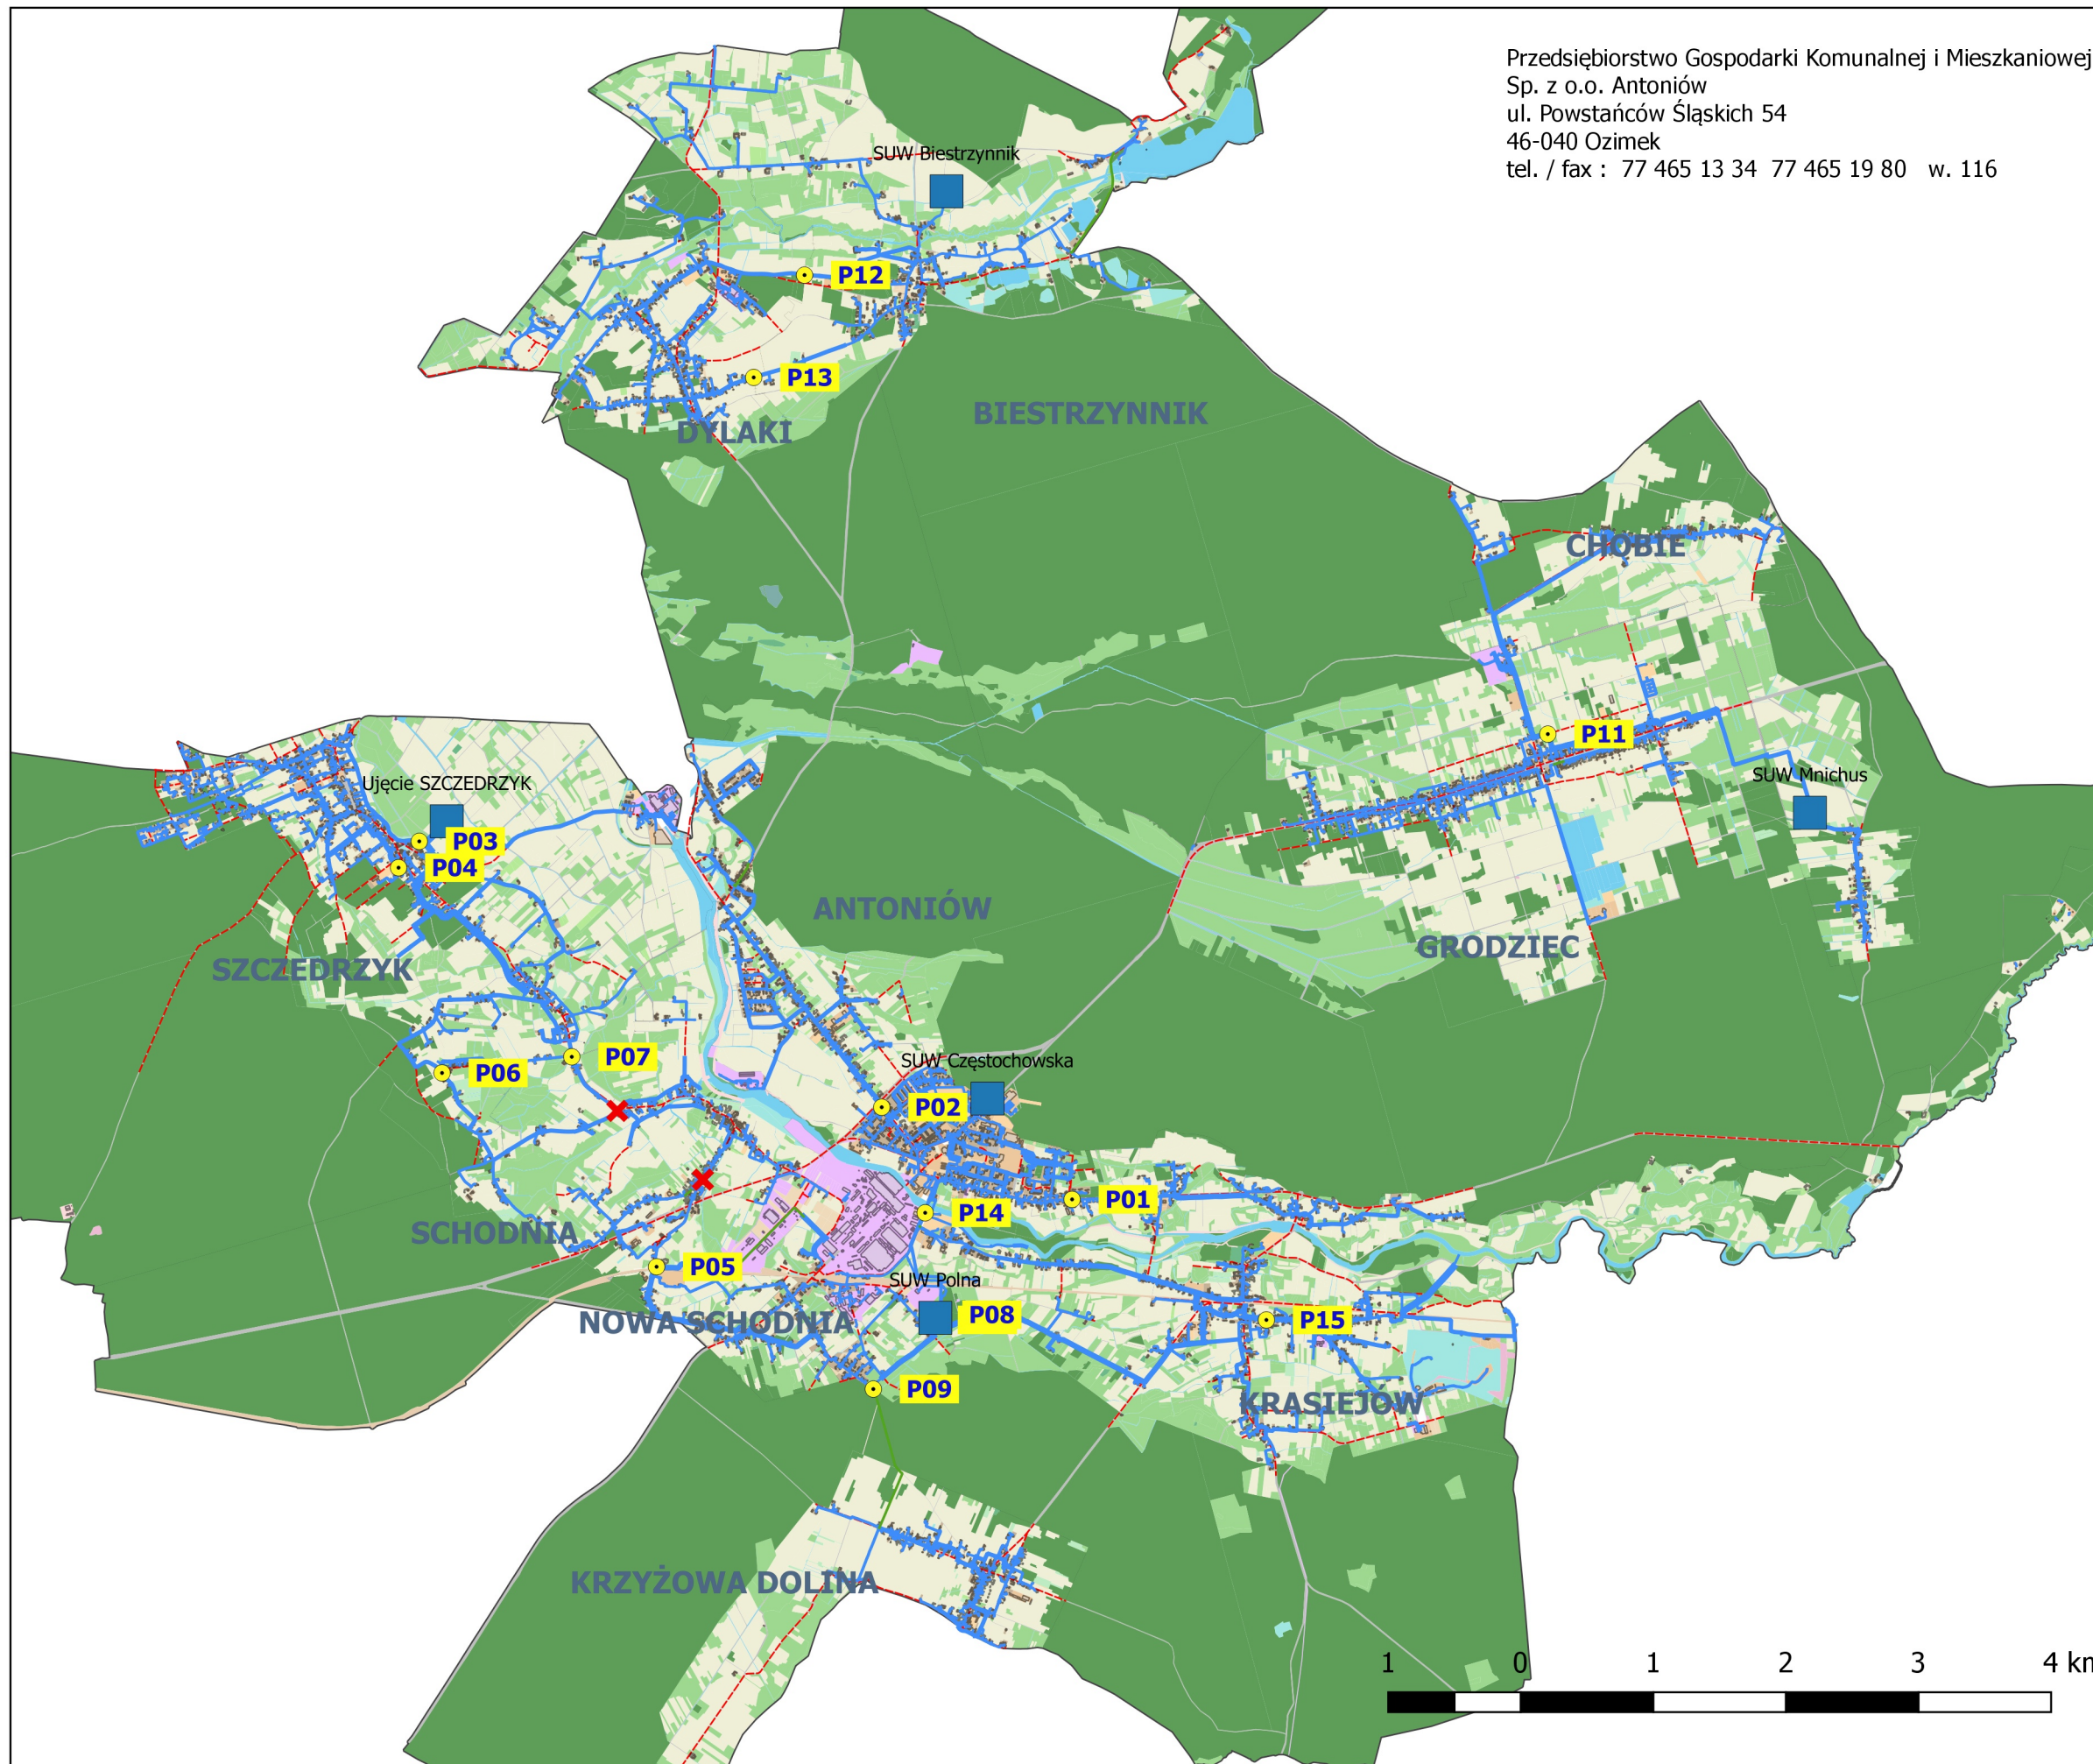 Przedsiębiorstwo Gospodarki Komunalnej i Mieszkaniowej
Sp. z o.o. Antoniów
ul. Powstańców Śląskich 54
46-040 Ozimek
tel. / fax : 77 465 13 34 77 465 19 80 w. 116
SUW Biestrzynnik
P12
P13
BIESTRZYNNIK
DYLAKI
CHOBIE
P11
SUW Mnichus
Ujęcie SZCZEDRZYK
P03
P04
ANTONIÓW
GRODZIEC
SZCZEDRZYK
P07
SUW Częstochowska
P06
P02
P01
P14
SCHODNIA
P05
SUW Polna
P08
P15
NOWA SCHODNIA
P09
KRASIEJÓW
KRZYŻOWA DOLINA
1 0 1 2 3 4 km